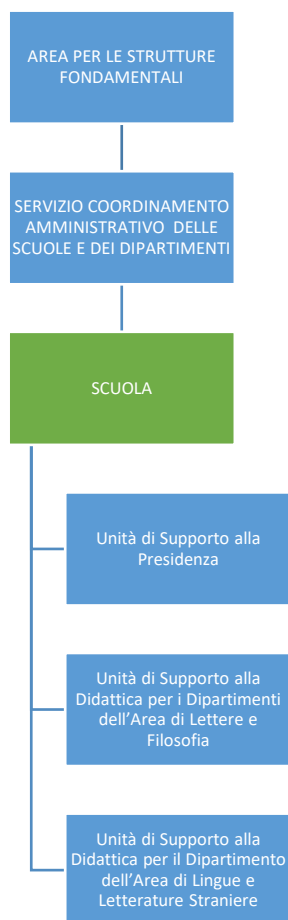 AREA PER LE STRUTTURE
FONDAMENTALI
SERVIZIO COORDINAMENTO
AMMINISTRATIVO DELLE
SCUOLE E DEI DIPARTIMENTI
SCUOLA
Unità di Supporto alla
Presidenza
Unità di Supporto alla
Didattica per i Dipartimenti
dell’Area di Lettere e
Filosofia
Unità di Supporto alla
Didattica per il Dipartimento
dell’Area di Lingue e
Letterature Straniere